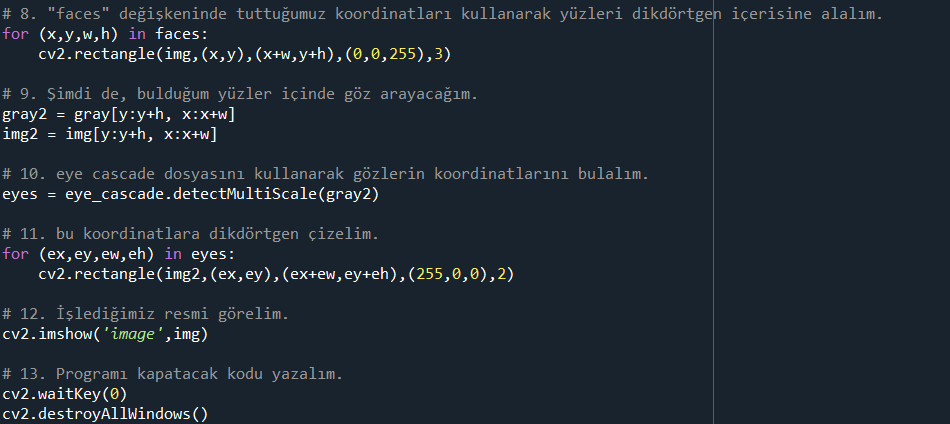 # 8. "faces" değişkeninde tuttuğumuz koordinatları kullanarak yüzleri dikdörtgen içerisine alalım.
for (x,y,w,h) in faces:
    cv2.rectangle(img,(x,y),(x+w,y+h),(0,0,255),3)
# 9. Şimdi de, bulduğum yüzler içinde göz arayacağım.
gray2 = gray[y:y+h, x:x+w]
img2 = img[y:y+h, x:x+w]
# 10. eye cascade dosyasını kullanarak gözlerin koordinatlarını bulalım.
eyes = eye_cascade.detectMultiScale(gray2)
# 11. bu koordinatlara dikdörtgen çizelim.
for (ex,ey,ew,eh) in eyes:
    cv2.rectangle(img2,(ex,ey),(ex+ew,ey+eh),(255,0,0),2)
# 12. İşlediğimiz resmi görelim.
cv2.imshow('image',img)
# 13. Programı kapatacak kodu yazalım.
cv2.waitKey(0)
cv2.destroyAllWindows()